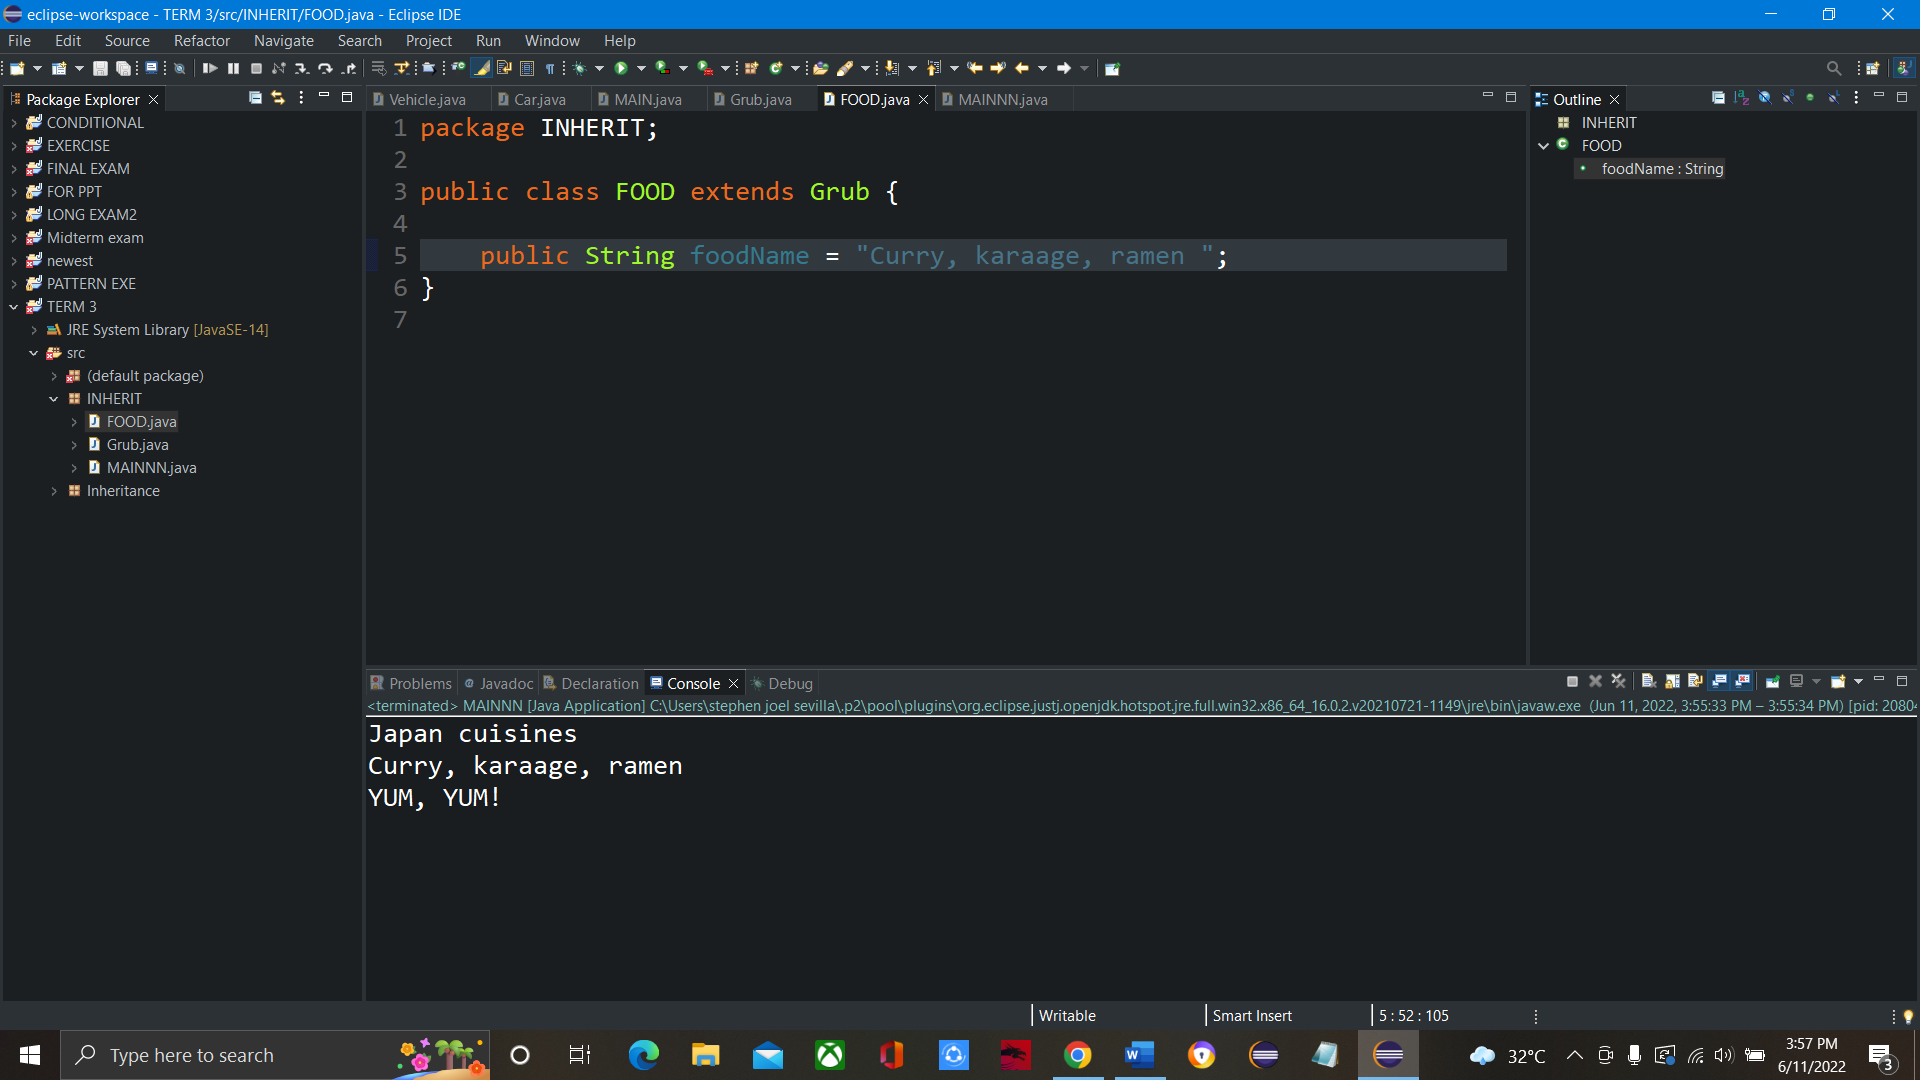 eclipse-workspace - TERM 3/src/INHERIT/FOOD.java - Eclipse IDE
File Edit Source Refactor Navigate Search Project Run Window Help
Package Explorer
CONDITIONAL
EXERCISE
FINAL EXAM
FOR PPT
LONG EXAM2
Midterm exam
newest
PATTERN EXE
TERM 3
JRE System Library [JavaSE-14]
src
(default package)
INHERIT
FOOD.java
Grub.java
MAINNN.java
Inheritance
Vehicle.java Car.java MAIN.java Grub.java FOOD.java MAINNN.java
1 package INHERIT;
2
3 public class FOOD extends Grub {
4
5 public String foodName = "Curry, karaage, ramen ";
6 }
7
Outline
INHERIT
FOOD
foodName : String
Problems Javadoc Declaration Console Debug
<terminated> MAINNN [Java Application] C:\Users\stephen joel sevilla\.p2\pool\plugins\org.eclipse.justj.openjdk.hotspot.jre.full.win32.x86_64_16.0.2.v20210721-1149\jre\bin\javaw.exe (Jun 11, 2022, 3:55:33 PM – 3:55:34 PM) [pid: 20804
Japan cuisines
Curry, karaage, ramen
YUM, YUM!
Writable Smart Insert 5 : 52 : 105
Type here to search
32°C
3:57 PM
6/11/2022
3